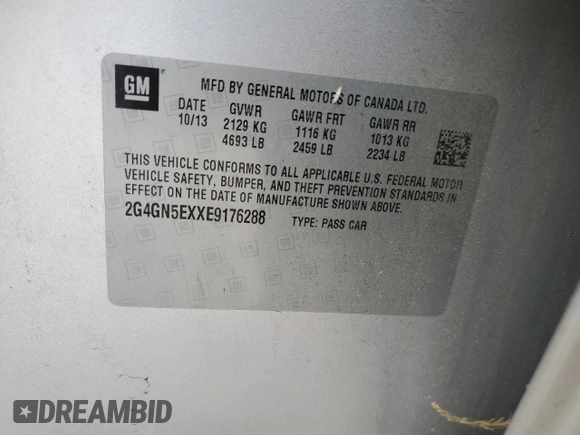 GM
MFD BY GENERAL MOTORS OF CANADA LTD.
DATE GVWR GAWR FRT GAWR RR
10/13 2129 KG 1116 KG 1013 KG
4693 LB 2459 LB 2234 LB
THIS VEHICLE CONFORMS TO ALL APPLICABLE U.S. FEDERAL MOTOR
VEHICLE SAFETY, BUMPER, AND THEFT PREVENTION STANDARDS IN
EFFECT ON THE DATE OF MANUFACTURE SHOWN ABOVE.
2G4GN5EXXE9176288 TYPE: PASS CAR
DREAMBID